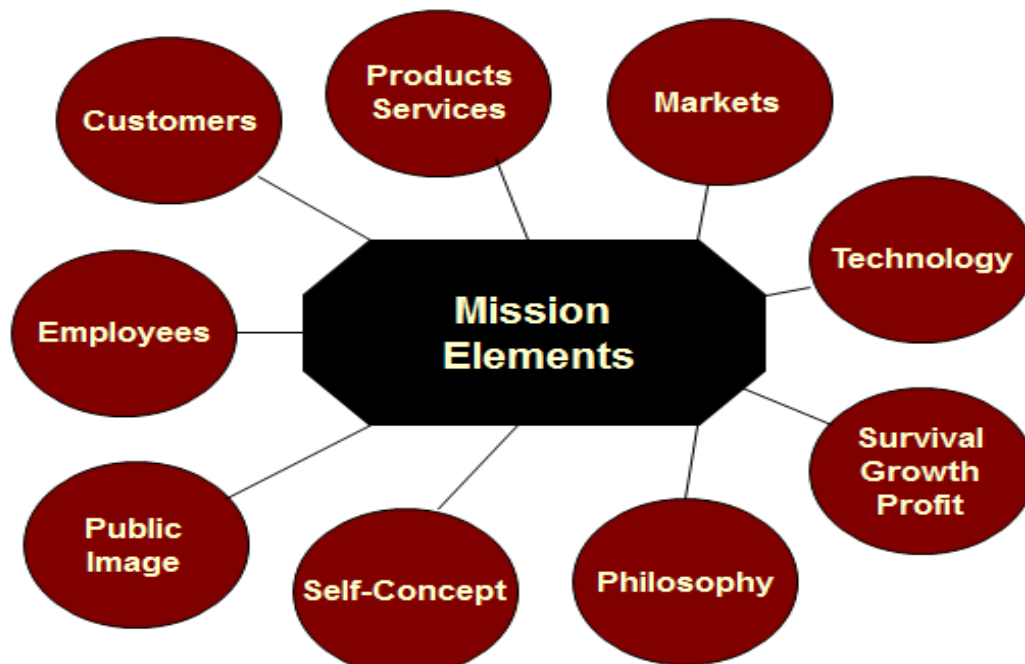 Customers
Products
Services
Markets
Technology
Mission
Elements
Employees
Survival
Growth
Profit
Public
Image
Self-Concept
Philosophy